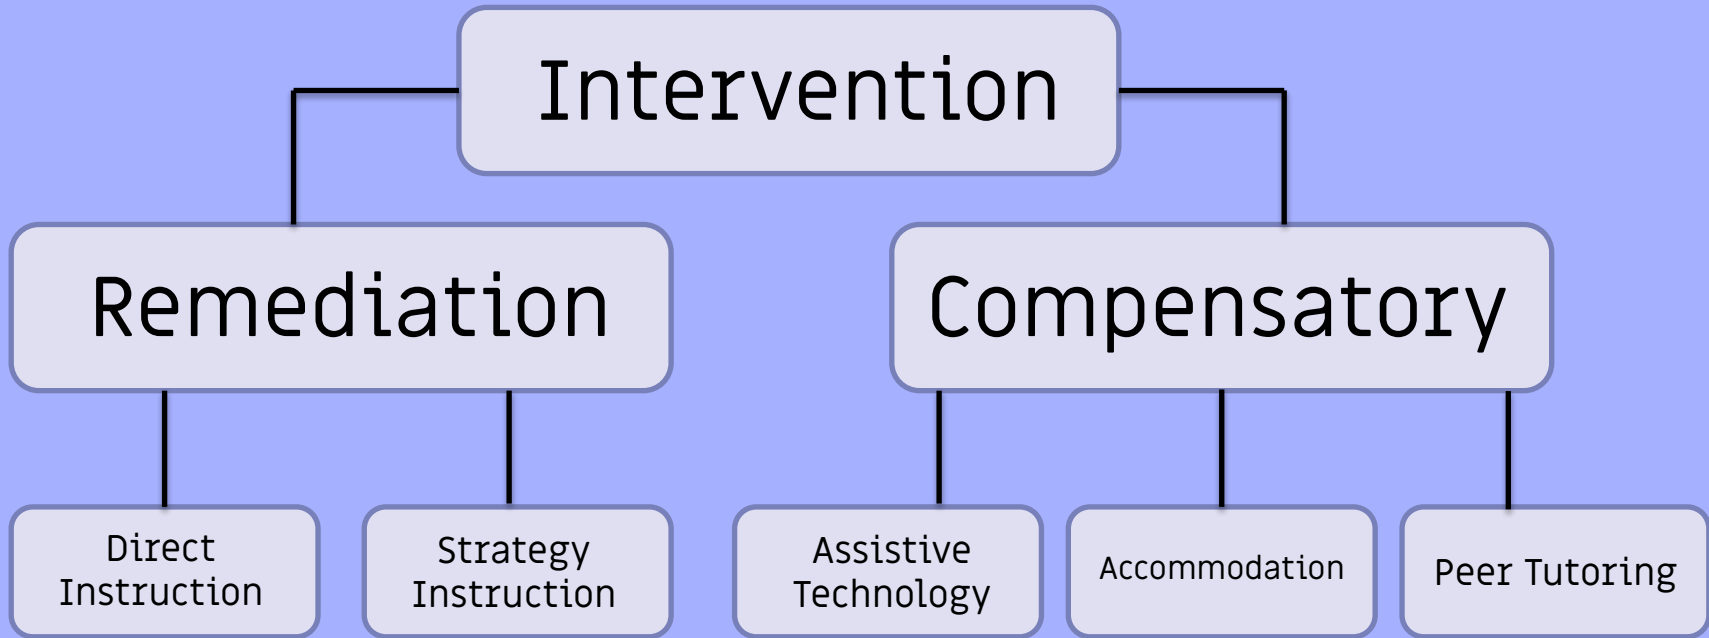 Intervention
Remediation
Compensatory
Direct
Instruction
Strategy
Instruction
Assistive
Technology
Accommodation
Peer Tutoring